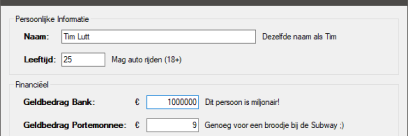 Persoonlijke Informatie
Naam: Tim Lutt Dezelfde naam als Tim
Leeftijd: 25 Mag auto rijden (18+)
Financiëel
Geldbedrag Bank: € 1000000 Dit persoon is miljonair!
Geldbedrag Portemonnee: € 9 Genoeg voor een broodje bij de Subway ;)